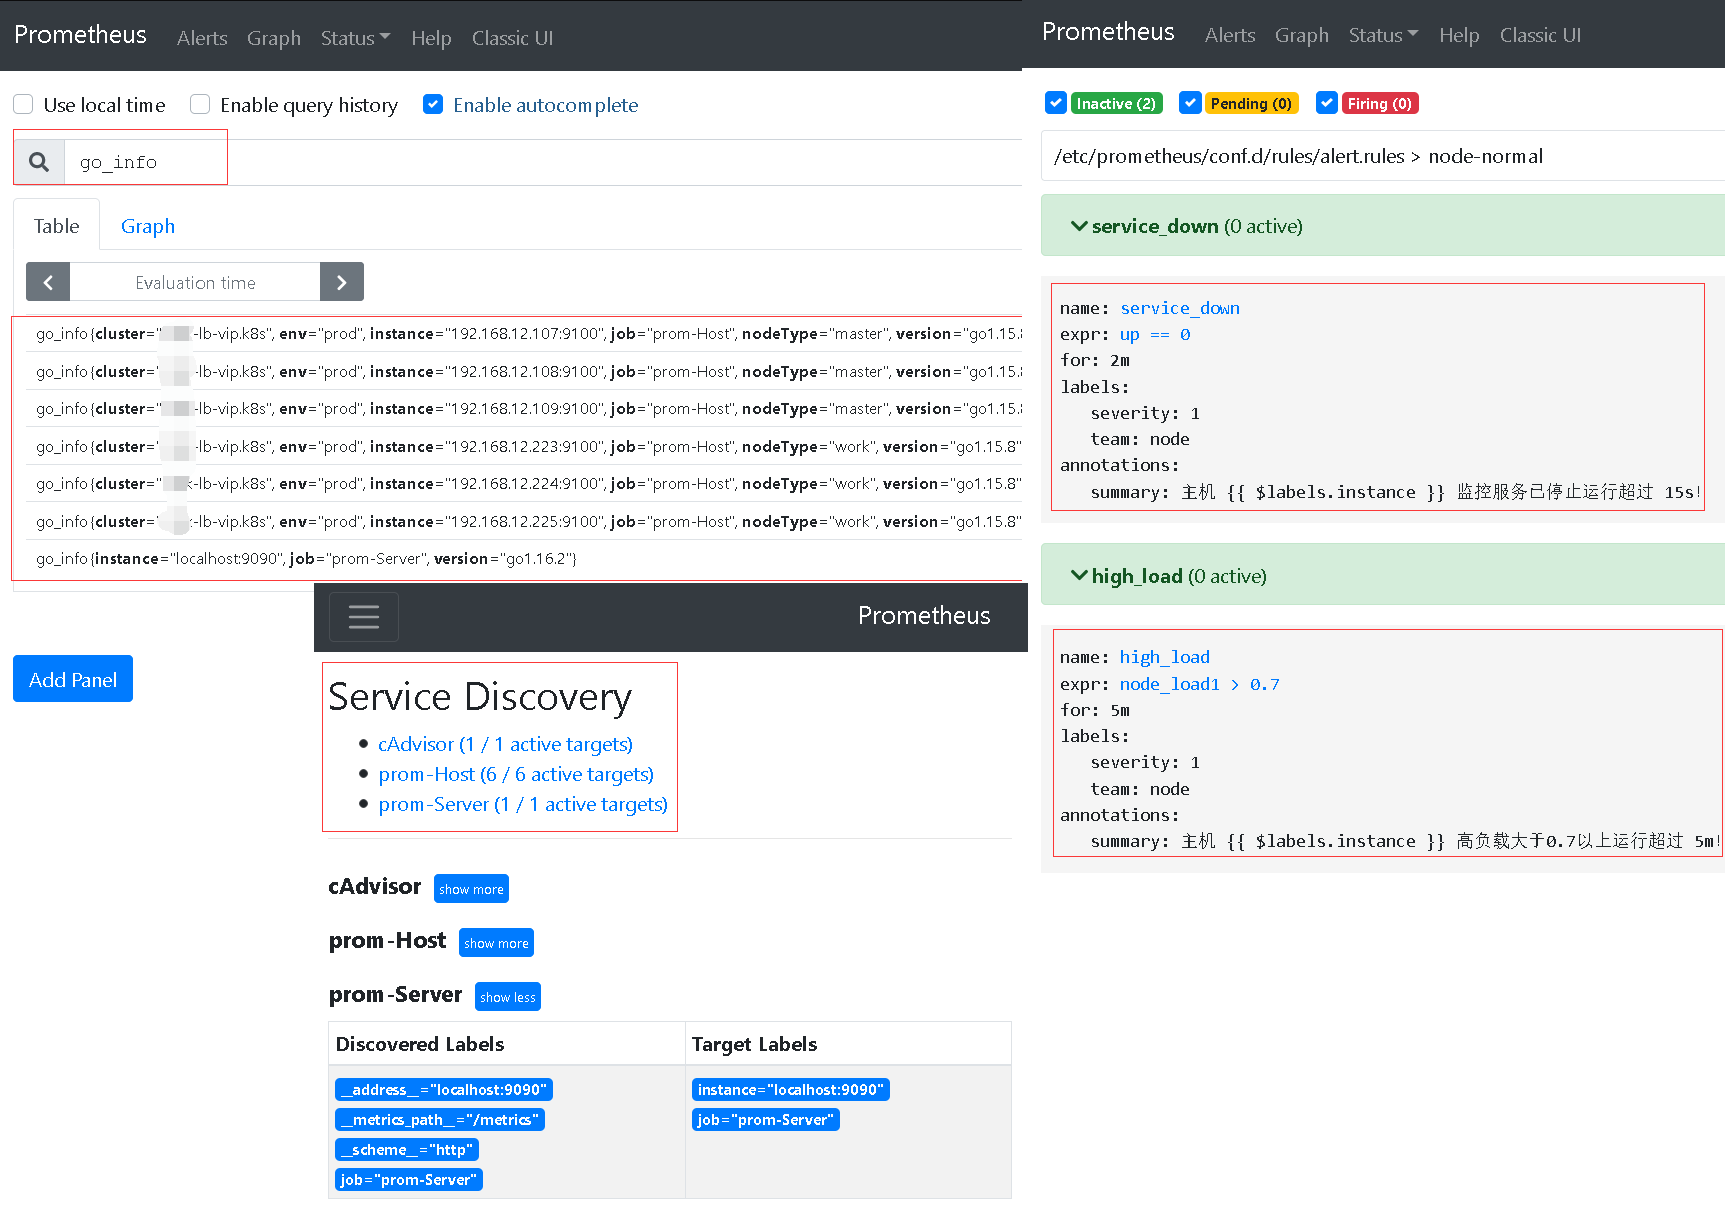 Prometheus Alerts Graph Status Help Classic UI
Use local time Enable query history Enable autocomplete
go_info
Table Graph
Evaluation time
go_info{cluster="-lb-vip.k8s", env="prod", instance="192.168.12.107:9100", job="prom-Host", nodeType="master", version="go1.15.8
go_info{cluster="-lb-vip.k8s", env="prod", instance="192.168.12.108:9100", job="prom-Host", nodeType="master", version="go1.15.8
go_info{cluster="-lb-vip.k8s", env="prod", instance="192.168.12.109:9100", job="prom-Host", nodeType="master", version="go1.15.8
go_info{cluster="-lb-vip.k8s", env="prod", instance="192.168.12.223:9100", job="prom-Host", nodeType="work", version="go1.15.8"
go_info{cluster="-lb-vip.k8s", env="prod", instance="192.168.12.224:9100", job="prom-Host", nodeType="work", version="go1.15.8"
go_info{cluster="-lb-vip.k8s", env="prod", instance="192.168.12.225:9100", job="prom-Host", nodeType="work", version="go1.15.8"
go_info{instance="localhost:9090", job="prom-Server", version="go1.16.2"}
Add Panel
Prometheus
Service Discovery
cAdvisor (1 / 1 active targets)
prom-Host (6 / 6 active targets)
prom-Server (1 / 1 active targets)
cAdvisor show more
prom-Host show more
prom-Server show less
Discovered Labels Target Labels
__address__="localhost:9090" instance="localhost:9090"
__metrics_path__="/metrics" job="prom-Server"
__scheme__="http"
job="prom-Server"
Prometheus Alerts Graph Status Help Classic UI
Inactive (2) Pending (0) Firing (0)
/etc/prometheus/conf.d/rules/alert.rules > node-normal
service_down (0 active)
name: service_down
expr: up == 0
for: 2m
labels:
severity: 1
team: node
annotations:
summary: 主机 {{ $labels.instance }} 监控服务已停止运行超过 15s!
high_load (0 active)
name: high_load
expr: node_load1 > 0.7
for: 5m
labels:
severity: 1
team: node
annotations:
summary: 主机 {{ $labels.instance }} 高负载大于0.7以上运行超过 5m!